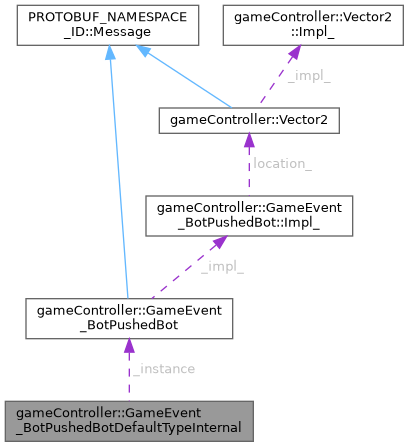 PROTOBUF_NAMESPACE
_ID::Message
gameController::Vector2
::Impl_
_impl_
gameController::Vector2
location_
gameController::GameEvent
_BotPushedBot::Impl_
_impl_
gameController::GameEvent
_BotPushedBot
_instance
gameController::GameEvent
_BotPushedBotDefaultTypeInternal